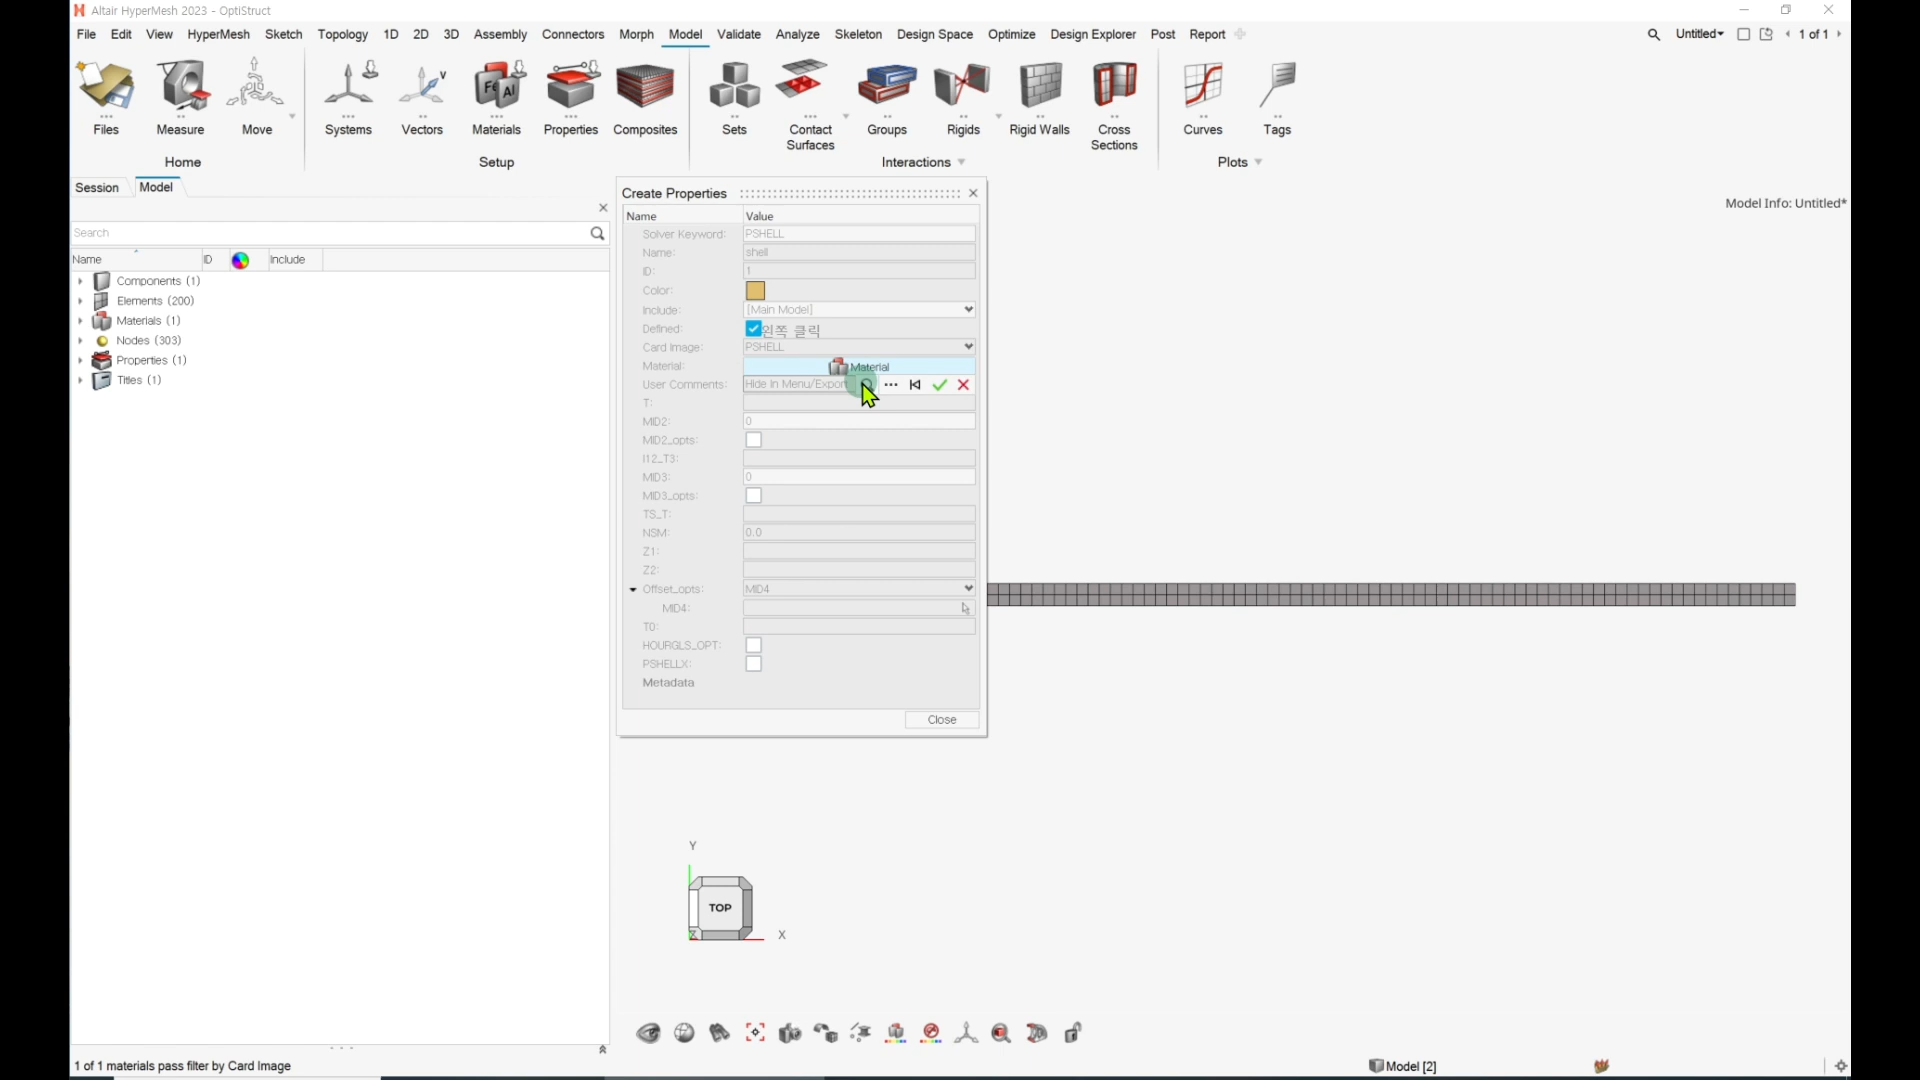 Altair HyperMesh 2023 - OptiStruct
File Edit View HyperMesh Sketch Topology 1D 2D 3D Assembly Connectors Morph Model Validate Analyze Skeleton Design Space Optimize Design Explorer Post Report
Untitled 1 of 1
Files Measure Move Systems Vectors Materials Properties Composites Sets Contact Surfaces Groups Rigids Rigid Walls Cross Sections Curves Tags
Home Setup Interactions Plots
Session Model
Model Info: Untitled*
Search
Name ID Include
Components (1)
Elements (200)
Materials (1)
Nodes (303)
Properties (1)
Titles (1)
Create Properties
Name Value
Solver Keyword: PSHELL
Name: shell
ID: 1
Color:
Include: [Main Model]
Defined: 왼쪽 클릭
Card Image: PSHELL
Material: Material
User Comments: Hide In Menu/Export
T:
MID2: 0
MID2_opts:
I12_T3:
MID3: 0
MID3_opts:
TS_T:
NSM: 0.0
Z1:
Z2:
Offset_opts: MID4
MID4:
T0:
HOURGLS_OPT:
PSHELLX:
Metadata
Close
Y
TOP
Z X
1 of 1 materials pass filter by Card Image
Model [2]